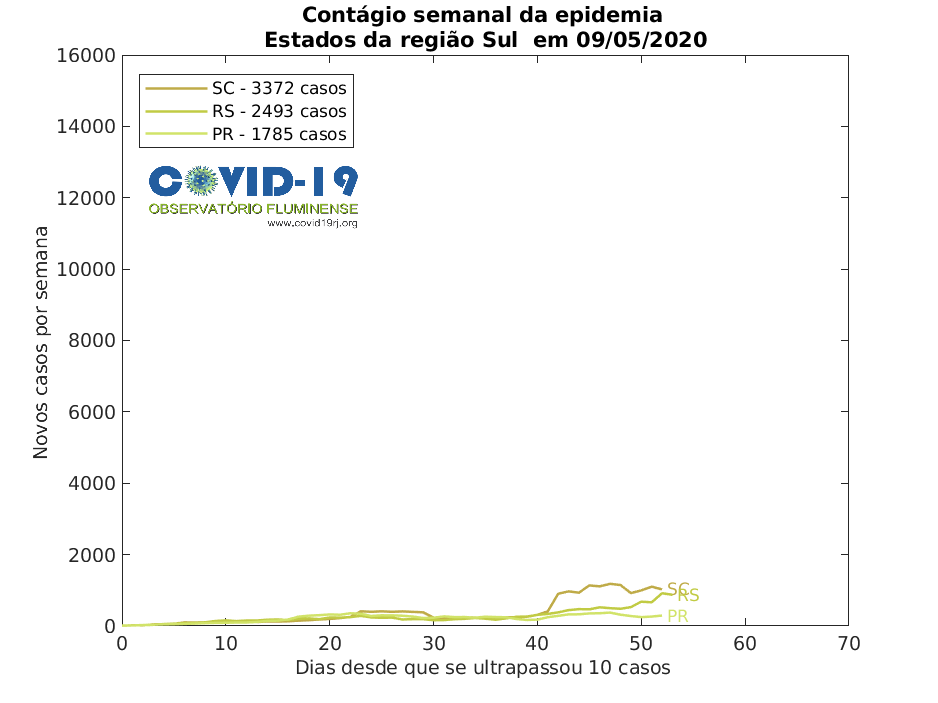 Contágio semanal da epidemia
Estados da região Sul  em 09/05/2020
16000
14000
12000
10000
8000
6000
4000
2000
0
Novos casos por semana
SC - 3372 casos
RS - 2493 casos
PR - 1785 casos
COVID-19
OBSERVATÓRIO FLUMINENSE
www.covid19rj.org
SC
RS
PR
0 10 20 30 40 50 60 70
Dias desde que se ultrapassou 10 casos